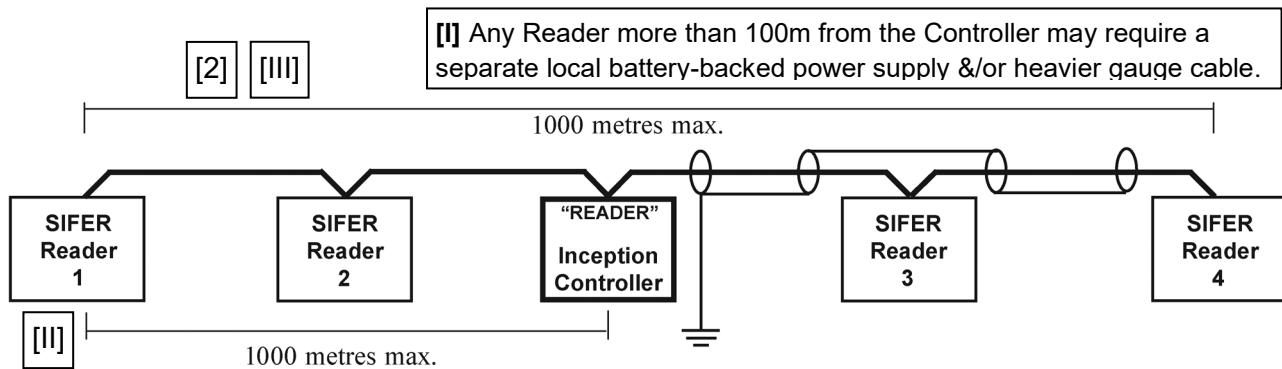 [I] Any Reader more than 100m from the Controller may require a
separate local battery-backed power supply &/or heavier gauge cable.
[2] [III]
1000 metres max.
SIFER
Reader
1
SIFER
Reader
2
“READER”
Inception
Controller
SIFER
Reader
3
SIFER
Reader
4
[II]
1000 metres max.